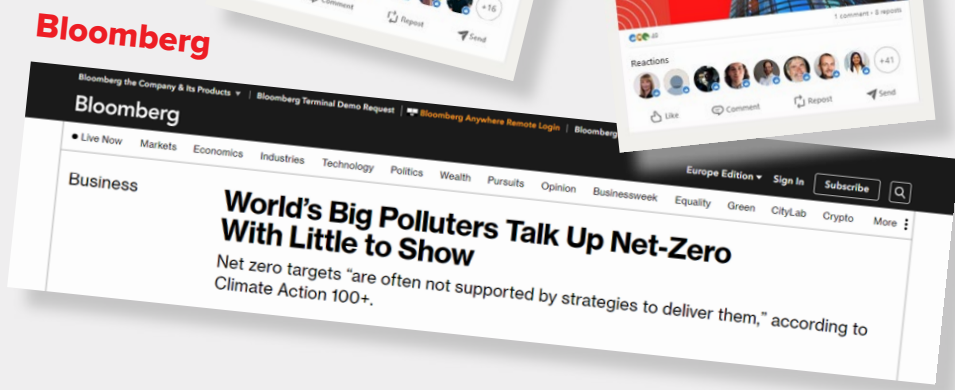 Comment
Repost
+16
Send
1 comment • 8 reposts
Reactions
+41
Like
Comment
Repost
Send
Bloomberg
Bloomberg the Company & Its Products ▼ | Bloomberg Terminal Demo Request | Bloomberg Anywhere Remote Login | Bloomberg
Bloomberg
Europe Edition ▼ Sign In Subscribe
• Live Now Markets Economics Industries Technology Politics Wealth Pursuits Opinion Businessweek Equality Green CityLab Crypto More
Business
World's Big Polluters Talk Up Net-Zero
With Little to Show
Net zero targets “are often not supported by strategies to deliver them,” according to
Climate Action 100+.